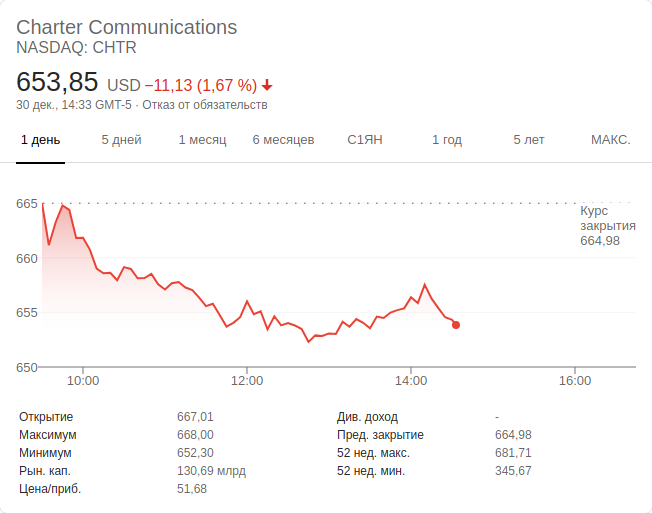 Charter Communications
NASDAQ: CHTR
653,85 USD −11,13 (1,67 %)
30 дек., 14:33 GMT-5 · Отказ от обязательств
1 день 5 дней 1 месяц 6 месяцев С1ЯН 1 год 5 лет МАКС.
665
Курс
закрытия
664,98
660
655
650
10:00 12:00 14:00 16:00
Открытие 667,01 Див. доход -
Максимум 668,00 Пред. закрытие 664,98
Минимум 652,30 52 нед. макс. 681,71
Рын. кап. 130,69 млрд 52 нед. мин. 345,67
Цена/приб. 51,68